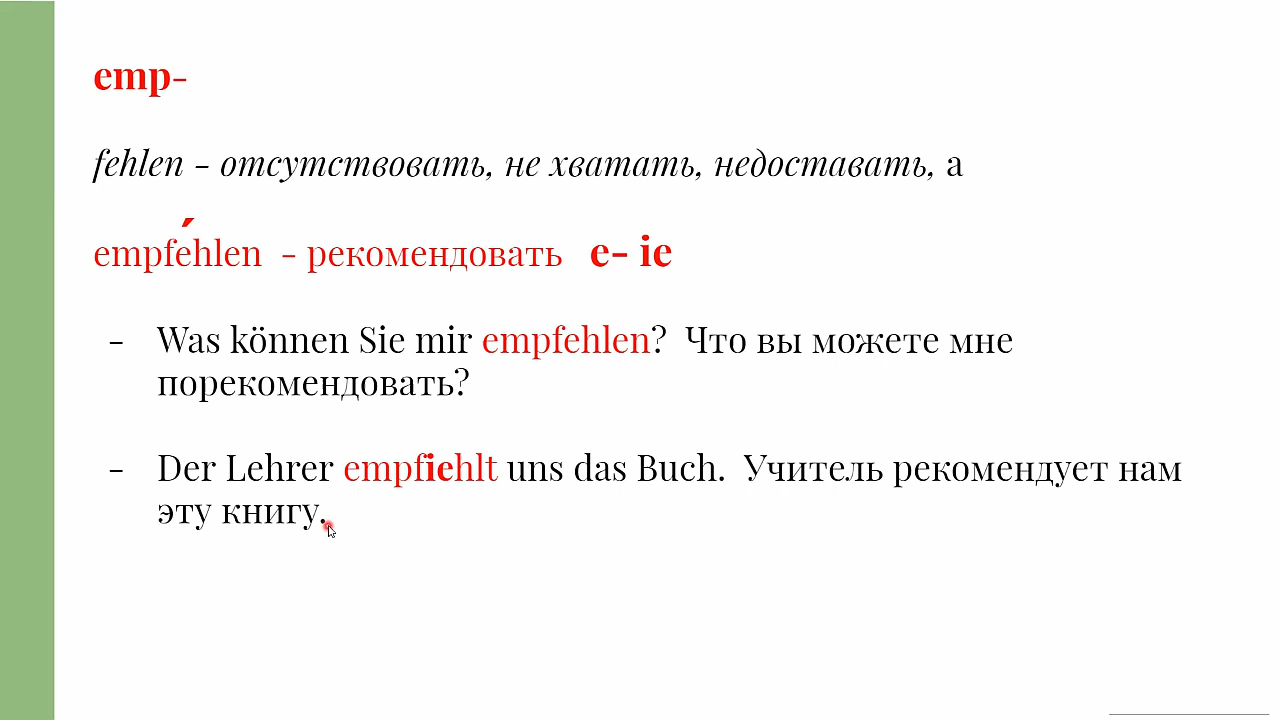 emp-
fehlen - отсутствовать, не хватать, недоставать, а
empféhlen - рекомендовать e- ie
- Was können Sie mir empfehlen? Что вы можете мне
порекомендовать?
- Der Lehrer empfiehlt uns das Buch. Учитель рекомендует нам
эту книгу.